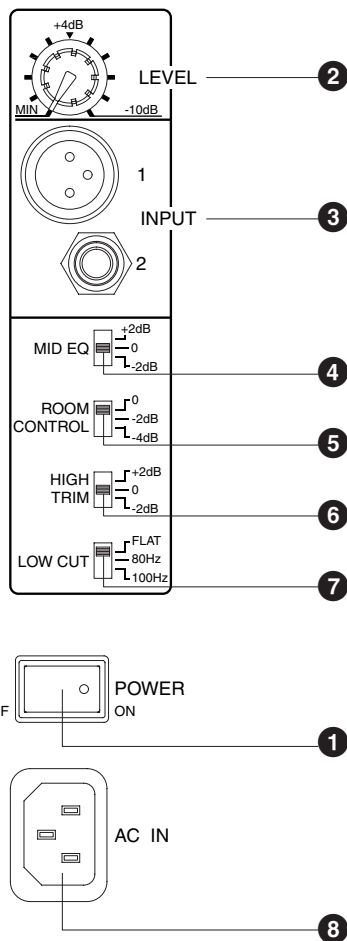 +4dB
LEVEL
2
MIN
-10dB
1
INPUT
3
2
+2dB
MID EQ
0
-2dB
4
0
ROOM
CONTROL
-2dB
-4dB
5
+2dB
HIGH
TRIM
0
-2dB
6
FLAT
LOW CUT
80Hz
100Hz
7
POWER
F
ON
1
AC IN
8